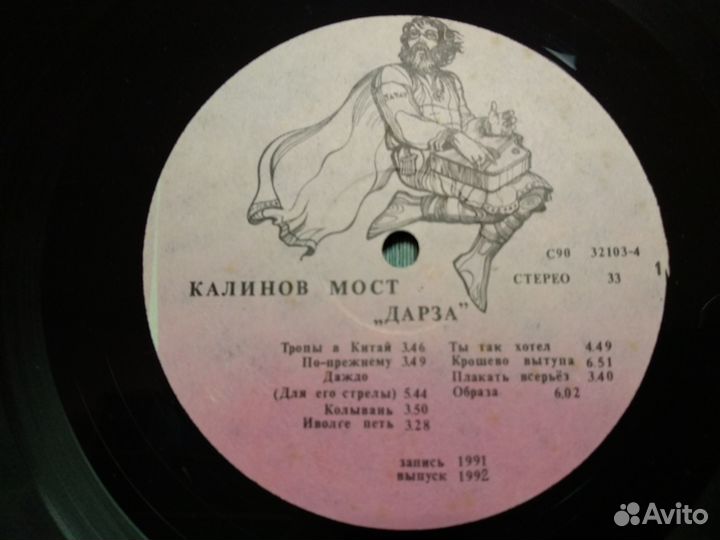 С90 32103-4
СТЕРЕО 33
1
КАЛИНОВ МОСТ
„ДАРЗА"
Тропы в Китай 3.46
По-прежнему 3.49
Даждо
(Для его стрелы) 5.44
Колывань 3.50
Иволге петь 3.28
Ты так хотел 4.49
Крошево вытупа 6.51
Плакать всерьёз 3.40
Образа 6.02
запись 1991
выпуск 1992
Avito